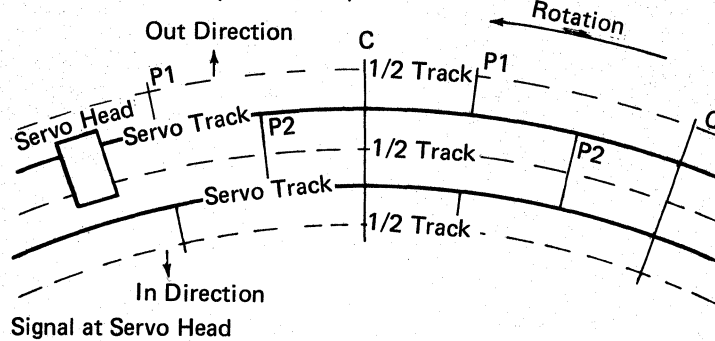 Rotation
Out Direction
C
P1
1/2 Track
P1
C
Servo Head
Servo Track
P2
1/2 Track
P2
Servo Track
1/2 Track
In Direction
Signal at Servo Head